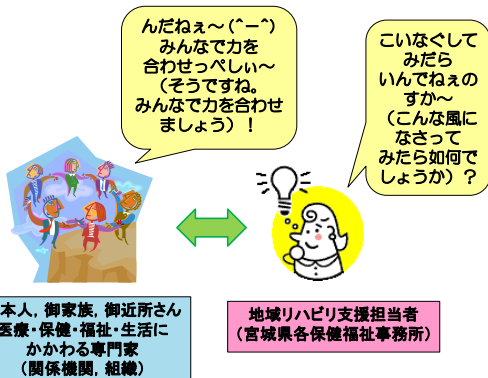 んだねぇ～(^－^)
みんなで力を
合わせっぺしぃ～
（そうですね。
みんなで力を合わせ
ましょう）！
こいなぐして
みだら
いんでねぇの
すか～
（こんな風に
なさって
みたら如何で
しょうか）？
本人，御家族，御近所さん
医療・保健・福祉・生活に
かかわる専門家
（関係機関，組織）
地域リハビリ支援担当者
（宮城県各保健福祉事務所）